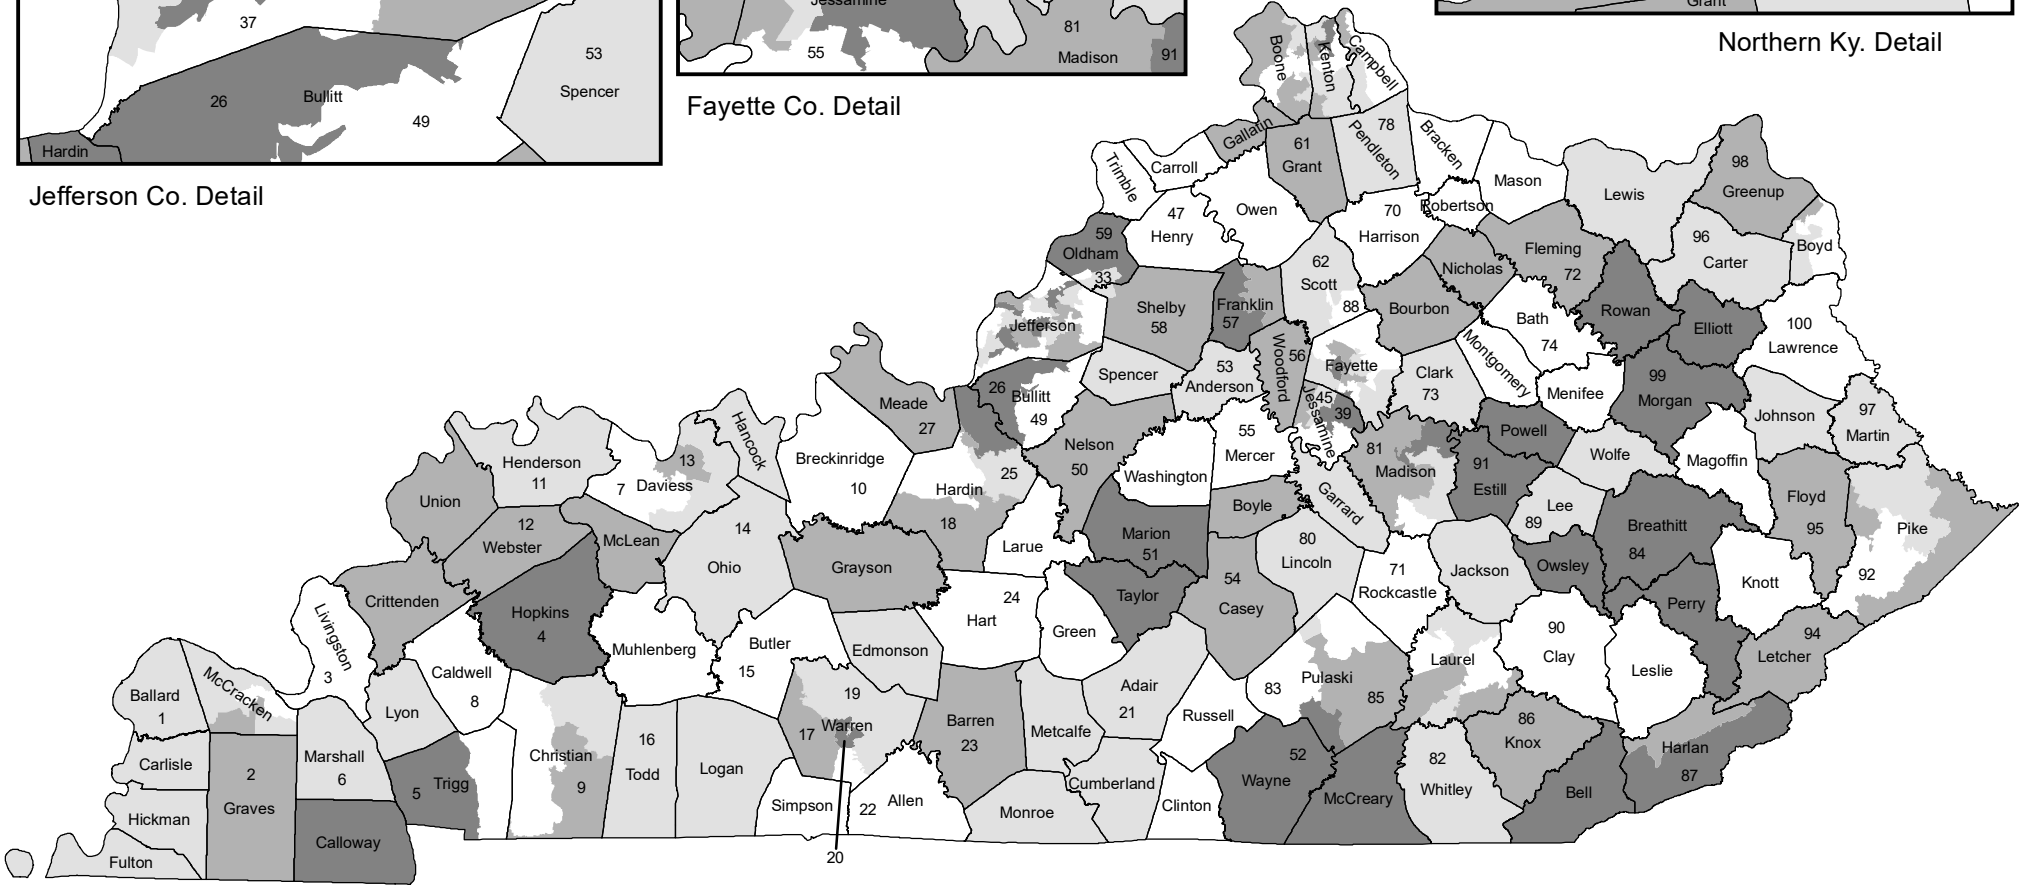 37
26
Bullitt
49
53
Spencer
Hardin
Jefferson Co. Detail
Jessamine
55
81
Madison
91
Fayette Co. Detail
Grant
Northern Ky. Detail
Boone
Kenton
Campbell
Gallatin
61
Grant
78
Pendleton
Bracken
Mason
Robertson
Lewis
98
Greenup
Trimble
Carroll
47
Henry
Owen
70
Harrison
Nicholas
Fleming
72
96
Carter
Boyd
59
Oldham
33
Jefferson
Shelby
58
Franklin
57
62
Scott
88
Bourbon
Bath
74
Rowan
Elliott
100
Lawrence
26
Bullitt
49
Spencer
53
Anderson
Woodford
56
Fayette
45
39
Jessamine
Clark
73
Montgomery
Menifee
99
Morgan
Johnson
97
Martin
Meade
27
Hancock
Breckinridge
10
Hardin
25
18
Nelson
50
Washington
55
Mercer
81
Madison
Powell
91
Estill
Wolfe
Magoffin
Floyd
95
Pike
92
Union
Henderson
11
7
Daviess
13
12
Webster
McLean
14
Ohio
Grayson
Larue
Marion
51
Boyle
Garrard
80
Lincoln
Lee
89
Breathitt
84
Owsley
Jackson
71
Rockcastle
Knott
Perry
Crittenden
Hopkins
4
Livingston
3
Muhlenberg
Butler
15
Edmonson
24
Hart
Green
Taylor
54
Casey
90
Clay
Leslie
94
Letcher
Ballard
1
McCracken
Lyon
Caldwell
8
19
Warren
17
20
Barren
23
Metcalfe
Adair
21
Russell
83
Pulaski
85
Laurel
86
Knox
Harlan
87
Carlisle
2
Graves
Marshall
6
5
Trigg
Christian
9
16
Todd
Logan
Simpson
22
Allen
Monroe
Cumberland
Clinton
52
Wayne
McCreary
82
Whitley
Bell
Hickman
Fulton
Calloway